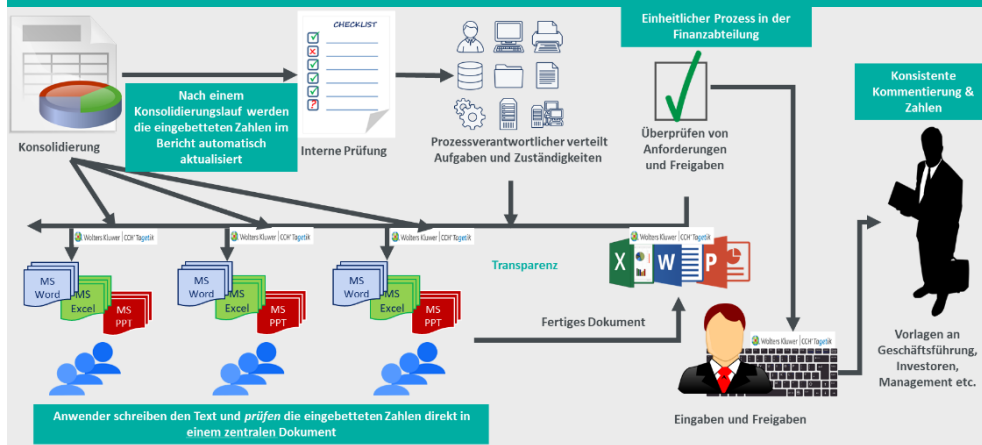 CHECKLIST
Einheitlicher Prozess in der
Finanzabteilung
Konsistente
Kommentierung &
Zahlen
Nach einem
Konsolidierungslauf werden
die eingebetteten Zahlen im
Bericht automatisch
aktualisiert
Konsolidierung
Interne Prüfung
Prozessverantwortlicher verteilt
Aufgaben und Zuständigkeiten
Überprüfen von
Anforderungen
und Freigaben
Wolters Kluwer | CCH® Tagetik
Wolters Kluwer | CCH® Tagetik
Wolters Kluwer | CCH® Tagetik
Wolters Kluwer | CCH® Tagetik
MS
Word
MS
Excel
MS
PPT
MS
Word
MS
Excel
MS
PPT
MS
Word
MS
Excel
MS
PPT
Transparenz
X W P
Fertiges Dokument
Wolters Kluwer | CCH® Tagetik
Vorlagen an
Geschäftsführung,
Investoren,
Management etc.
Eingaben und Freigaben
Anwender schreiben den Text und prüfen die eingebetteten Zahlen direkt in
einem zentralen Dokument